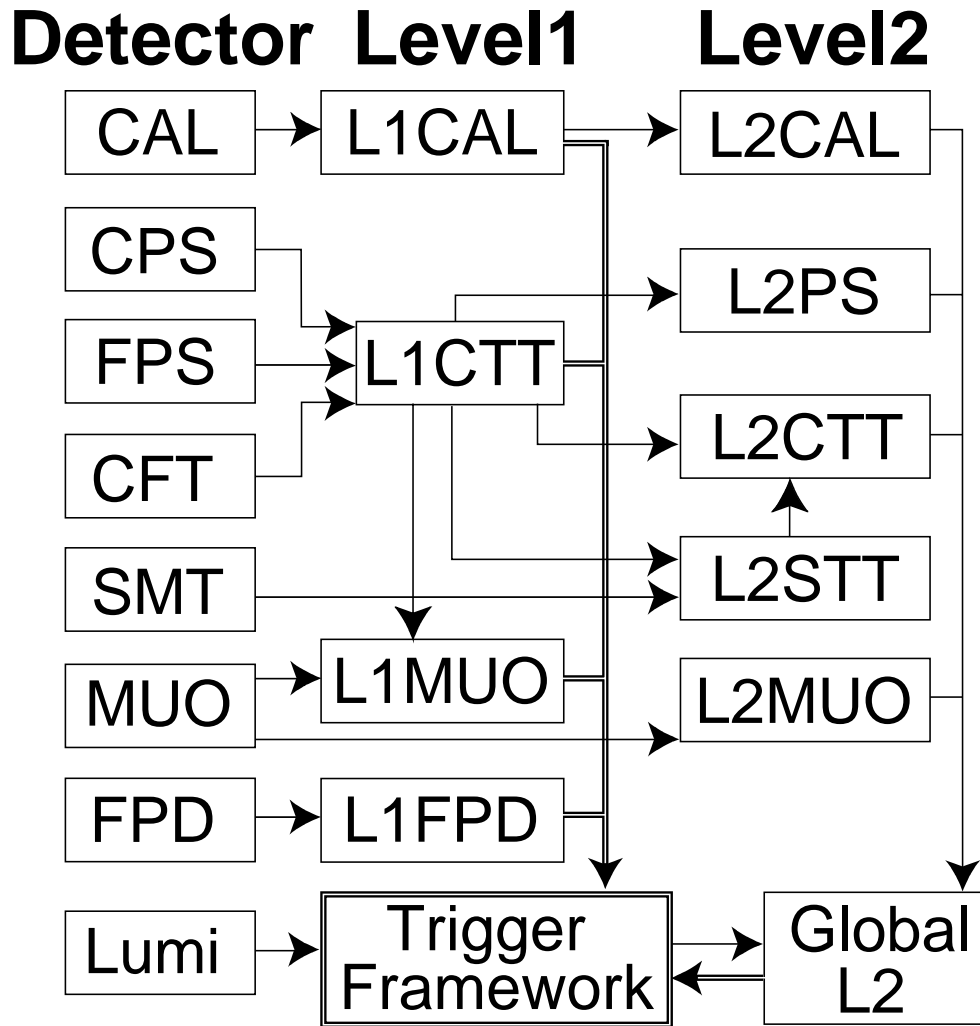 Detector Level1 Level2
CAL L1CAL L2CAL
CPS
L2PS
FPS L1CTT
L2CTT
CFT
SMT L2STT
MUO L1MUO L2MUO
FPD L1FPD
Lumi Trigger Global
Framework L2